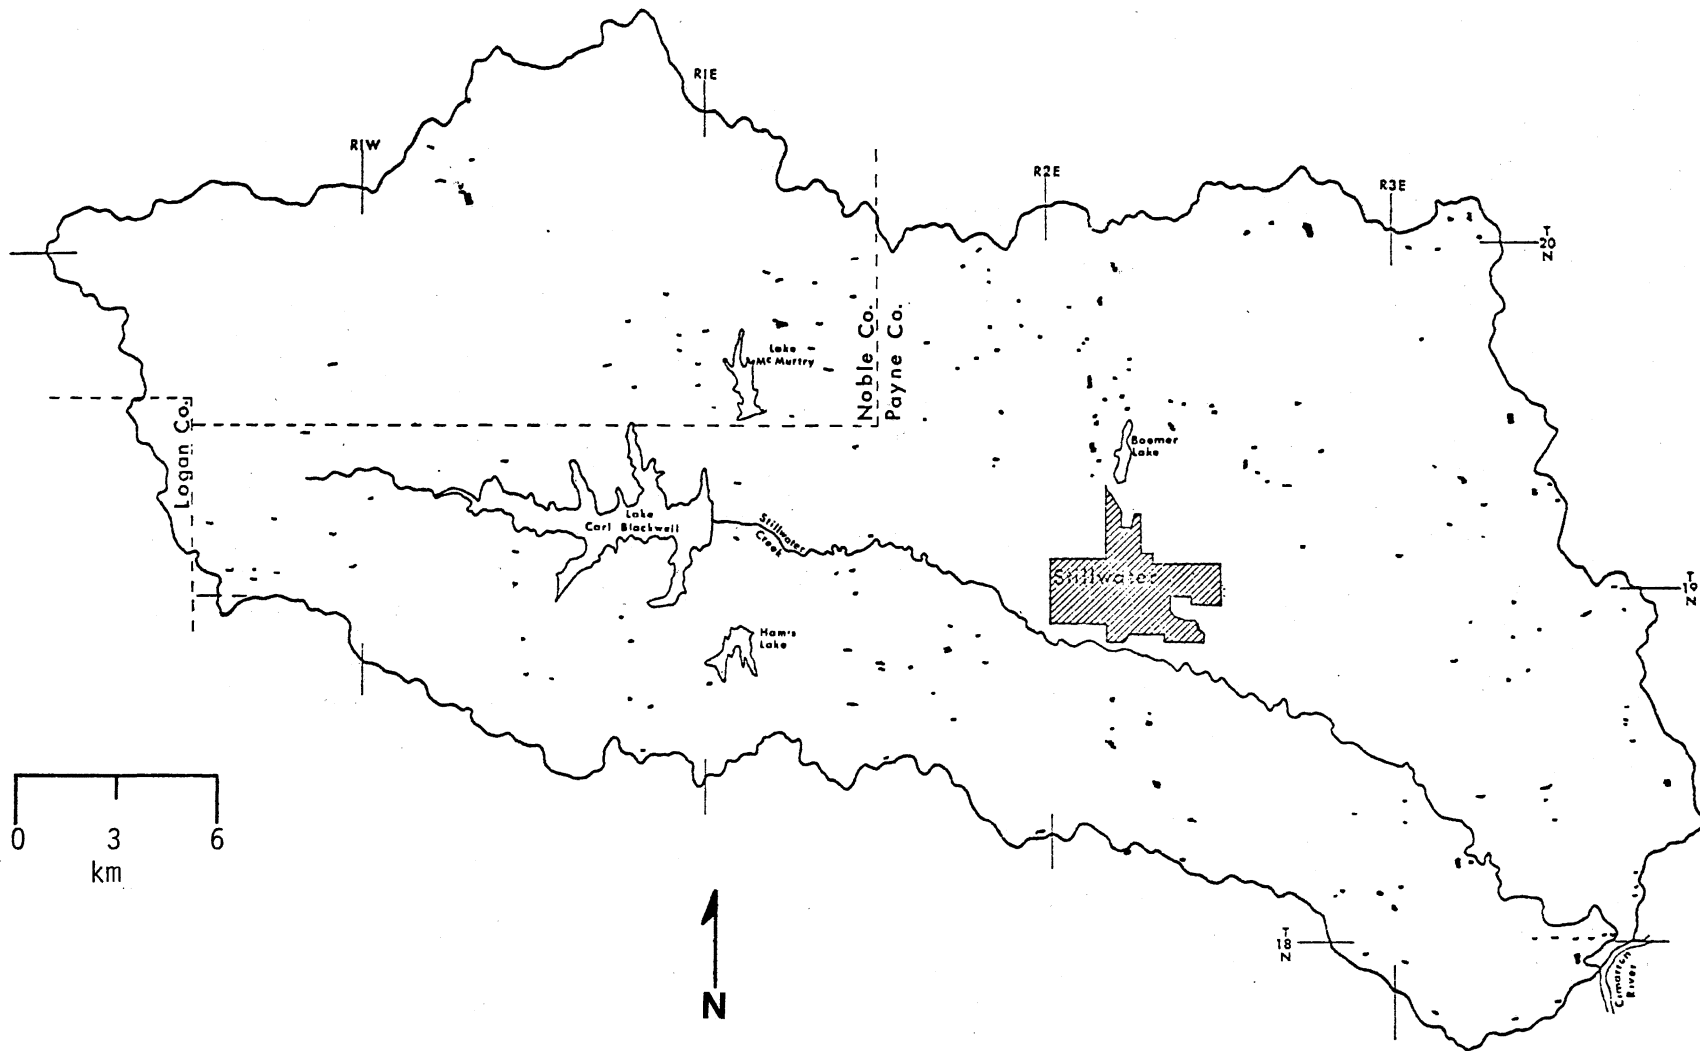 R1E
R1W
R2E
R3E
T
20
N
Noble Co.
Payne Co.
Lake
McMurtry
Logan Co.
Boomer
Lake
Lake
Carl Blackwell
Stillwater
Creek
Stillwater
T
19
N
Ham's
Lake
0 3 6
km
T
18
N
Cimarron
River
N